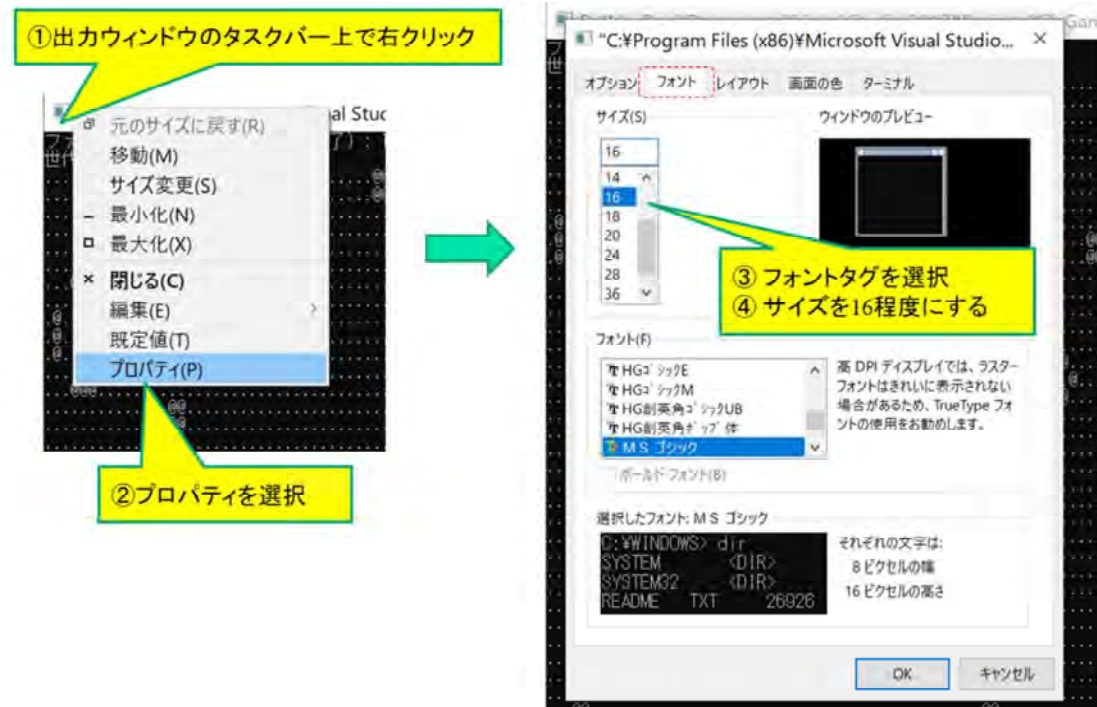 ①出力ウィンドウのタスクバー上で右クリック
al Stuc
元のサイズに戻す(R)
移動(M)
サイズ変更(S)
最小化(N)
最大化(X)
閉じる(C)
編集(E)
既定値(T)
プロパティ(P)
②プロパティを選択
"C:¥Program Files (x86)¥Microsoft Visual Studio...
オプション フォント レイアウト 画面の色 ターミナル
サイズ(S)
ウィンドウのプレビュー
16
14
16
18
20
24
28
36
③ フォントタグを選択
④ サイズを16程度にする
フォント(F)
HGゴシックE
HGゴシックM
HG創英角ゴシックUB
HG創英角ポップ体
MS ゴシック
高 DPI ディスプレイでは、ラスター
フォントはきれいに表示されない
場合があるため、TrueType フォ
ントの使用をお勧めします。
ボールド フォント(B)
選択したフォント: MS ゴシック
C:¥WINDOWS> dir
SYSTEM <DIR>
SYSTEM32 <DIR>
README TXT 26926
それぞれの文字は:
8 ピクセルの幅
16 ピクセルの高さ
OK キャンセル